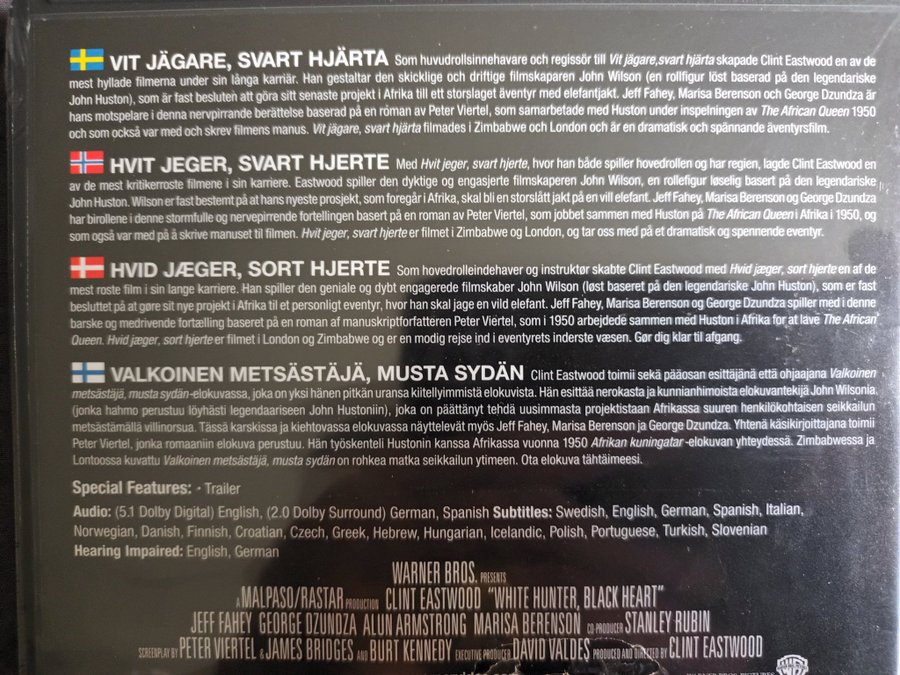 VIT JÄGARE, SVART HJÄRTA Som huvudrollsinnehavare och regissör till Vit jägare,svart hjärta skapade Clint Eastwood en av de
mest hyllade filmerna under sin långa karriär. Han gestaltar den skicklige och driftige filmskaparen John Wilson (en rollfigur löst baserad på den legendariske
John Huston), som är fast besluten att göra sitt senaste projekt i Afrika till ett storslaget äventyr med elefantjakt. Jeff Fahey, Marisa Berenson och George Dzundza är
hans motspelare i denna nervpirrande berättelse baserad på en roman av Peter Viertel, som samarbetade med Huston under inspelningen av The African Queen 1950
och som också var med och skrev filmens manus. Vit jägare, svart hjärta filmades i Zimbabwe och London och är en dramatisk och spännande äventyrsfilm.
HVIT JEGER, SVART HJERTE Med Hvit jeger, svart hjerte, hvor han både spiller hovedrollen og har regien, lagde Clint Eastwood en
av de mest kritikerroste filmene i sin karriere. Eastwood spiller den dyktige og engasjerte filmskaperen John Wilson, en rollefigur løselig basert på den legendariske
John Huston. Wilson er fast bestemt på at hans nyeste prosjekt, som foregår i Afrika, skal bli en storslått jakt på en vill elefant. Jeff Fahey, Marisa Berenson og George Dzundza
har birollene i denne stormfulle og nervepirrende fortellingen basert på en roman av Peter Viertel, som jobbet sammen med Huston på The African Queen i Afrika i 1950, og
som også var med på å skrive manuset til filmen. Hvit jeger, svart hjerte er filmet i Zimbabwe og London, og tar oss med på et dramatisk og spennende eventyr.
HVID JÆGER, SORT HJERTE Som hovedrolleindehaver og instruktør skabte Clint Eastwood med Hvid jæger, sort hjerte en af de
mest roste film i sin lange karriere. Han spiller den geniale og dybt engagerede filmskaber John Wilson (løst baseret på den legendariske John Huston), som er fast
besluttet på at gøre sit nye projekt i Afrika til et personligt eventyr, hvor han skal jage en vild elefant. Jeff Fahey, Marisa Berenson og George Dzundza spiller med i denne
barske og medrivende fortælling baseret på en roman af manuskriptforfatteren Peter Viertel, som i 1950 arbejdede sammen med Huston i Afrika for at lave The African
Queen. Hvid jæger, sort hjerte er filmet i London og Zimbabwe og er en modig rejse ind i eventyrets inderste væsen. Gør dig klar til afgang.
VALKOINEN METSÄSTÄJÄ, MUSTA SYDÄN Clint Eastwood toimii sekä pääosan esittäjänä että ohjaajana Valkoinen
metsästäjä, musta sydän-elokuvassa, joka on yksi hänen pitkän uransa kiitellyimmistä elokuvista. Hän esittää nerokasta ja kunnianhimoista elokuvantekijä John Wilsonia,
(jonka hahmo perustuu löyhästi legendaariseen John Hustoniin), joka on päättänyt tehdä uusimmasta projektistaan Afrikassa suuren henkilökohtaisen seikkailun
metsästämällä villinorsua. Tässä karskissa ja kiehtovassa elokuvassa näyttelevät myös Jeff Fahey, Marisa Berenson ja George Dzundza. Yhtenä käsikirjoittajana toimii
Peter Viertel, jonka romaaniin elokuva perustuu. Hän työskenteli Hustonin kanssa Afrikassa vuonna 1950 Afrikan kuningatar -elokuvan yhteydessä. Zimbabwessa ja
Lontoossa kuvattu Valkoinen metsästäjä, musta sydän on rohkea matka seikkailun ytimeen. Ota elokuva tähtäimeesi.
Special Features: • Trailer
Audio: (5.1 Dolby Digital) English, (2.0 Dolby Surround) German, Spanish Subtitles: Swedish, English, German, Spanish, Italian,
Norwegian, Danish, Finnish, Croatian, Czech, Greek, Hebrew, Hungarian, Icelandic, Polish, Portuguese, Turkish, Slovenian
Hearing Impaired: English, German
WARNER BROS. PRESENTS
A MALPASO/RASTAR PRODUCTION CLINT EASTWOOD "WHITE HUNTER, BLACK HEART"
JEFF FAHEY GEORGE DZUNDZA ALUN ARMSTRONG MARISA BERENSON CO PRODUCER STANLEY RUBIN
SCREENPLAY BY PETER VIERTEL & JAMES BRIDGES AND BURT KENNEDY EXECUTIVE PRODUCER DAVID VALDES PRODUCED AND DIRECTED BY CLINT EASTWOOD